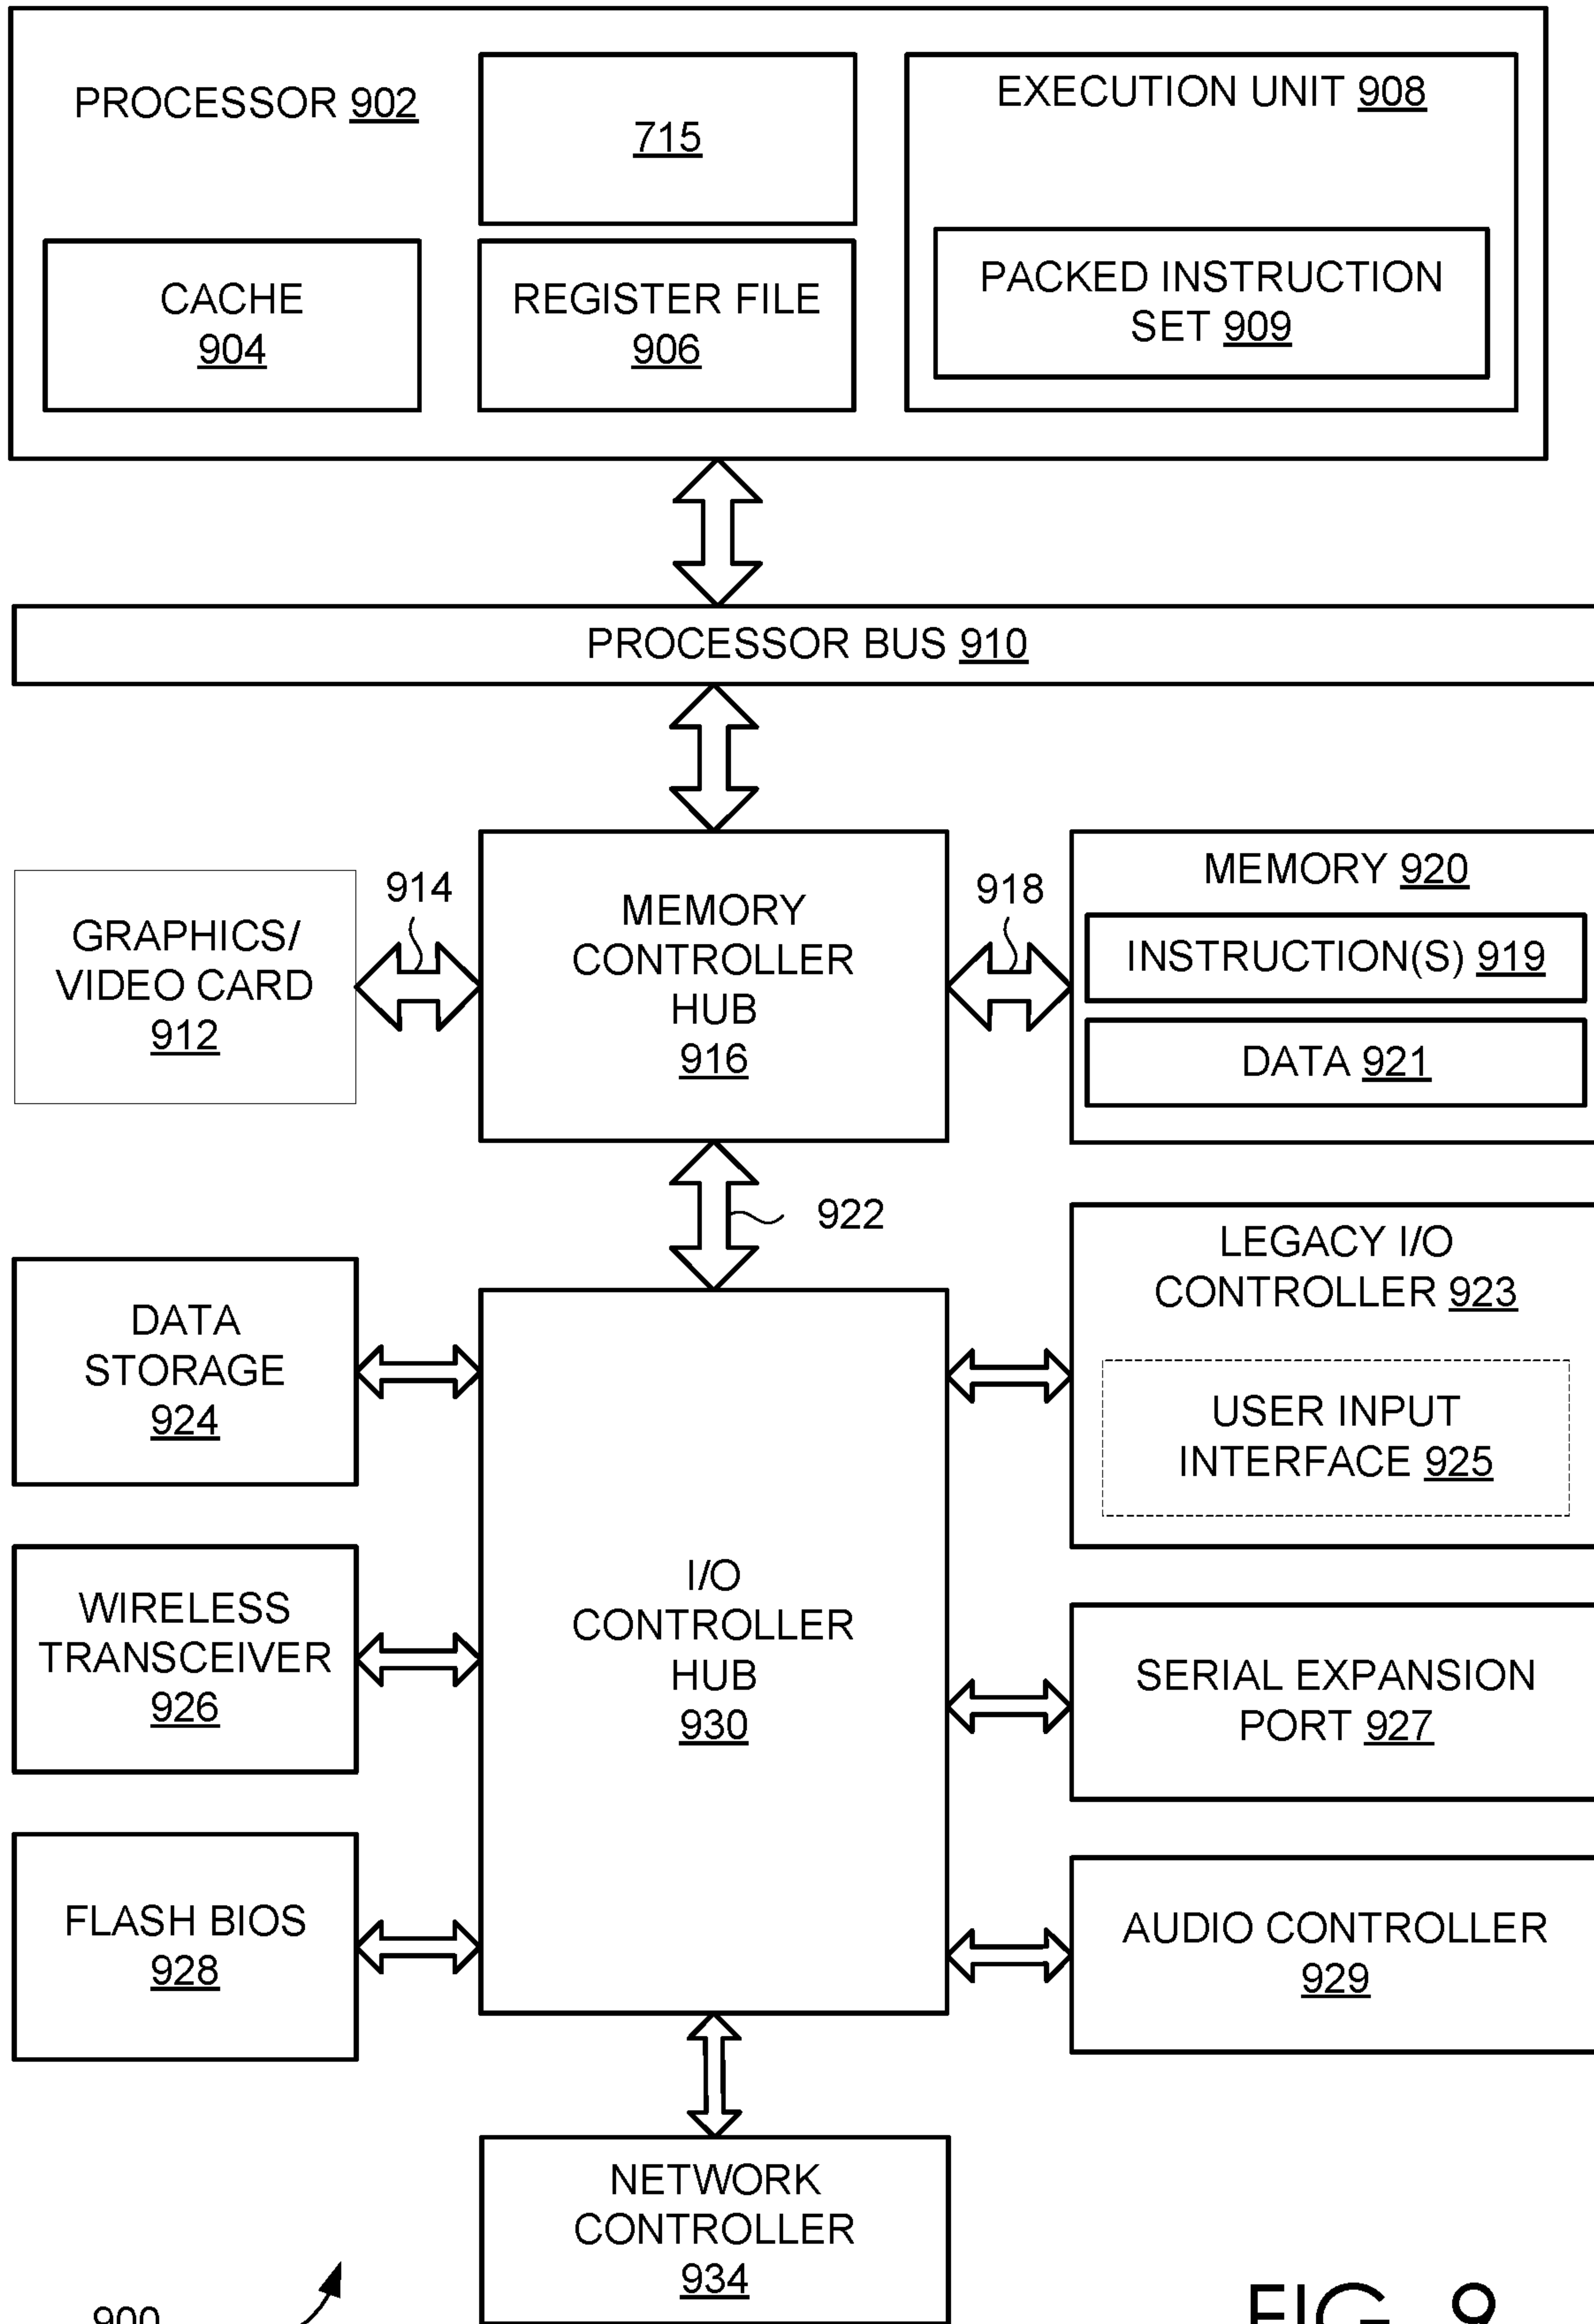 PROCESSOR 902
715
EXECUTION UNIT 908
CACHE
904
REGISTER FILE
906
PACKED INSTRUCTION
SET 909
PROCESSOR BUS 910
GRAPHICS/
VIDEO CARD
912
914
MEMORY
CONTROLLER
HUB
916
918
MEMORY 920
INSTRUCTION(S) 919
DATA 921
922
DATA
STORAGE
924
LEGACY I/O
CONTROLLER 923
USER INPUT
INTERFACE 925
WIRELESS
TRANSCEIVER
926
I/O
CONTROLLER
HUB
930
SERIAL EXPANSION
PORT 927
FLASH BIOS
928
AUDIO CONTROLLER
929
NETWORK
CONTROLLER
934
900
FIG. 9